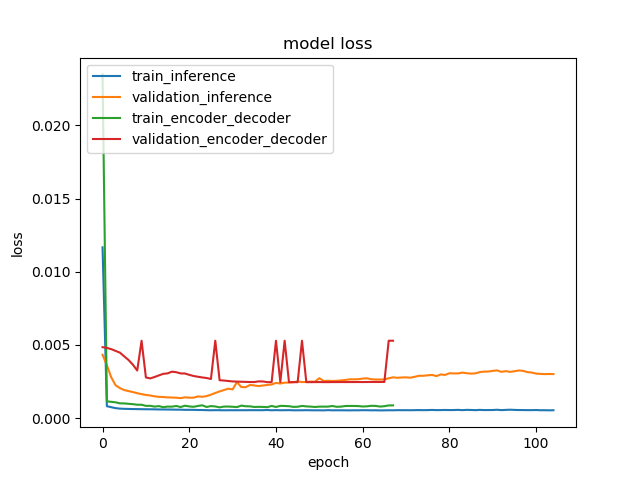 model loss
train_inference
validation_inference
train_encoder_decoder
validation_encoder_decoder
0.020
0.015
0.010
0.005
0.000
loss
0 20 40 60 80 100
epoch